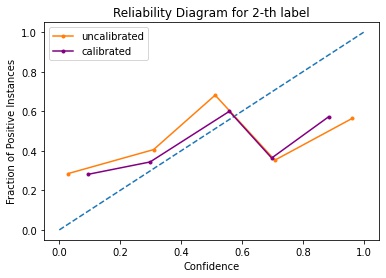 Reliability Diagram for 2-th label
uncalibrated
calibrated
Fraction of Positive Instances
1.0
0.8
0.6
0.4
0.2
0.0
0.0 0.2 0.4 0.6 0.8 1.0
Confidence